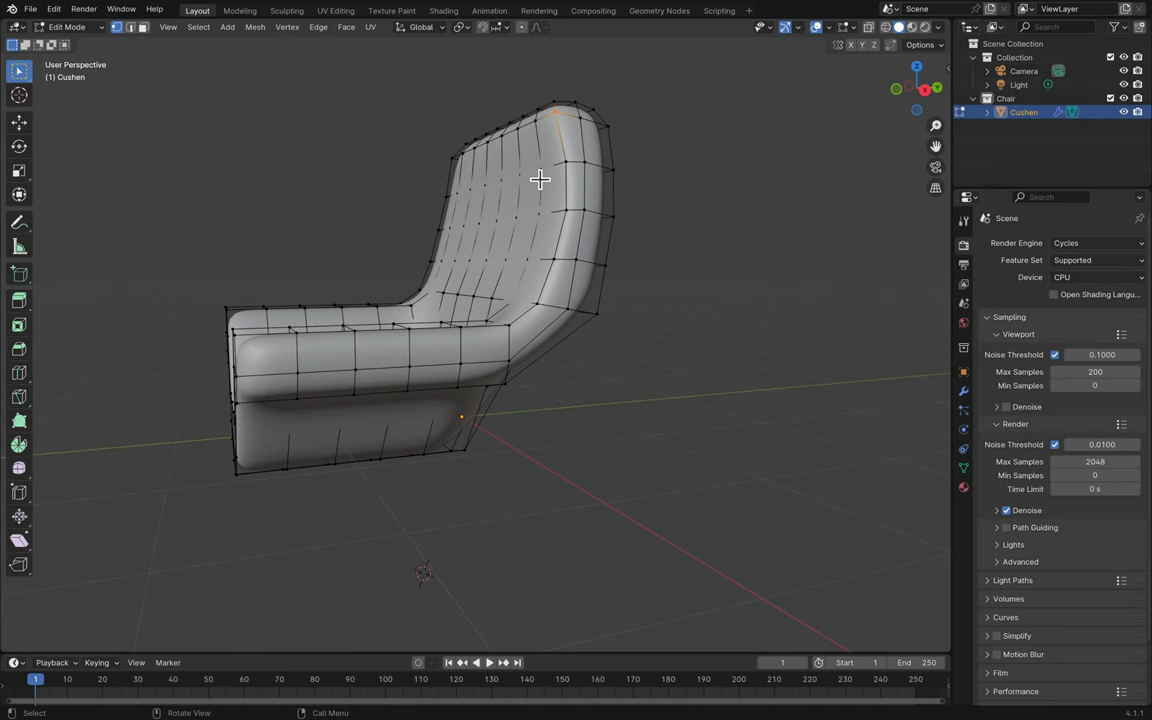 File Edit Render Window Help Layout Modeling Sculpting UV Editing Texture Paint Shading Animation Rendering Compositing Geometry Nodes Scripting + Scene ViewLayer
Edit Mode View Select Add Mesh Vertex Edge Face UV Global Search
X Y Z Options
User Perspective
(1) Cushen
Z
Y
X
Scene Collection
Collection
Camera
Light
Chair
Cushen
Search
Scene
Render Engine Cycles
Feature Set Supported
Device CPU
Open Shading Langu...
Sampling
Viewport
Noise Threshold 0.1000
Max Samples 200
Min Samples 0
Denoise
Render
Noise Threshold 0.0100
Max Samples 2048
Min Samples 0
Time Limit 0 s
Denoise
Path Guiding
Lights
Advanced
Light Paths
Volumes
Curves
Simplify
Motion Blur
Film
Performance
Playback Keying View Marker 1 Start 1 End 250
1 10 20 30 40 50 60 70 80 90 100 110 120 130 140 150 160 170 180 190 200 210 220 230 240 250
Select Rotate View Call Menu 4.1.1